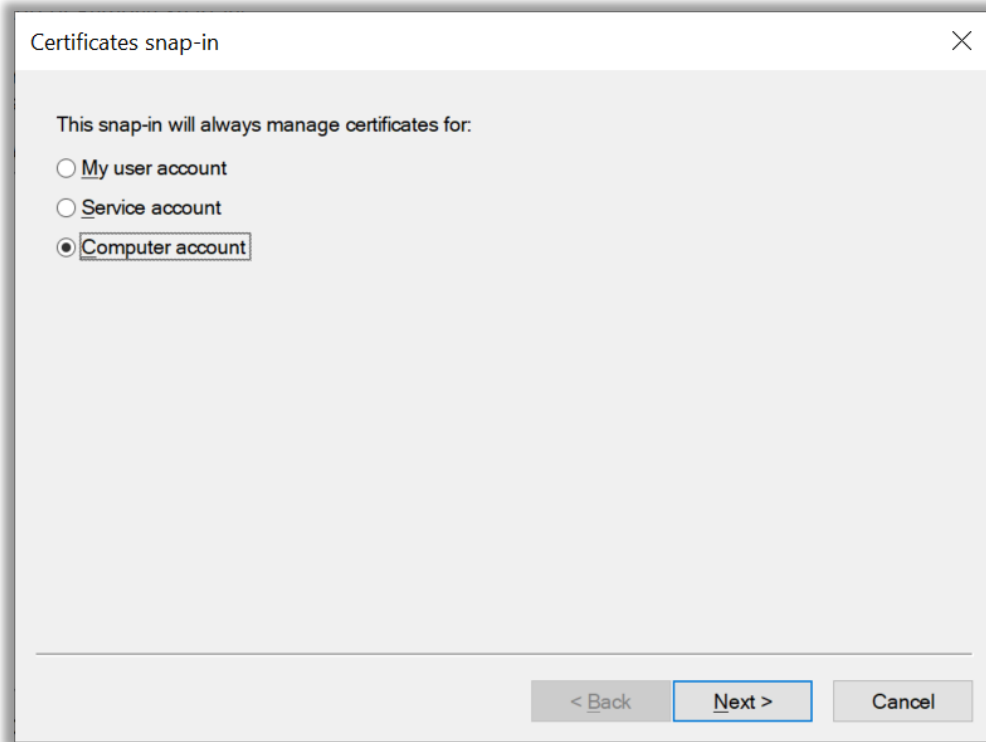 Certificates snap-in
This snap-in will always manage certificates for:
My user account
Service account
Computer account
< Back Next > Cancel